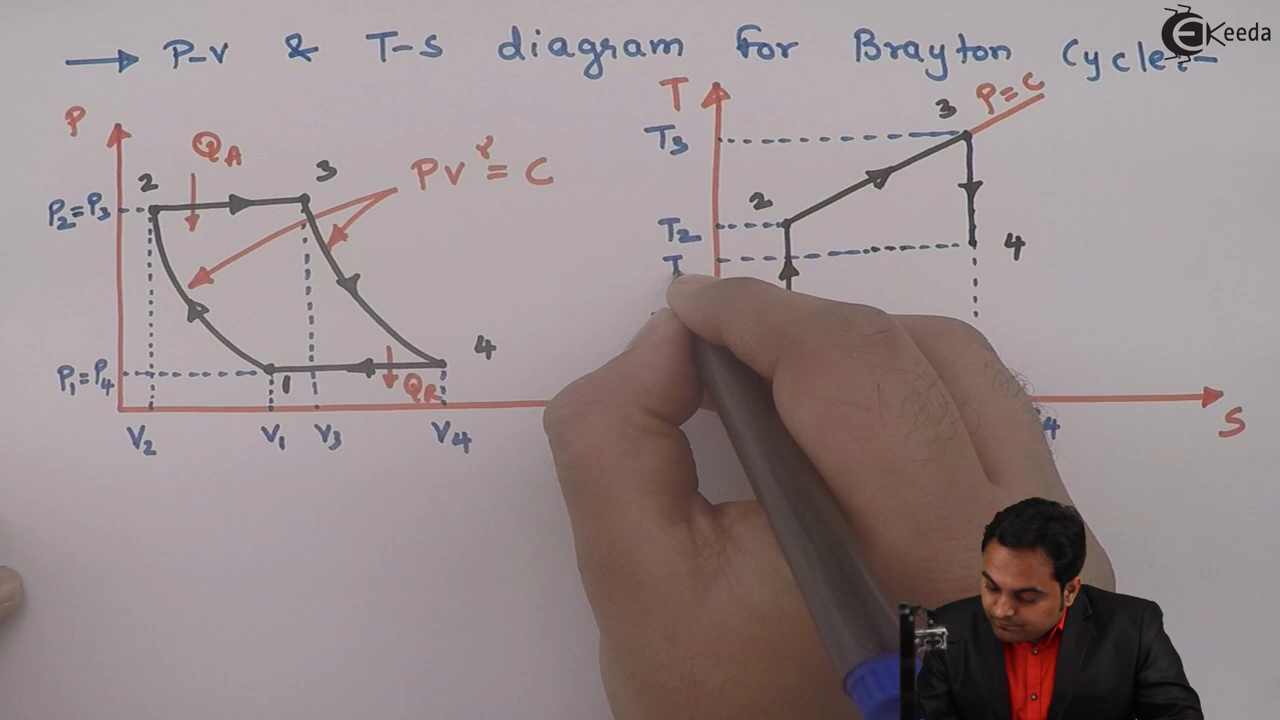 → P-V & T-S diagram for Brayton Cycle:-
EKeeda
P
QA
2
3
PV^γ = C
P2=P3
P1=P4
1
4
QR
V2
V1
V3
V4
T
3
P=C
T3
2
T2
4
T
4
S